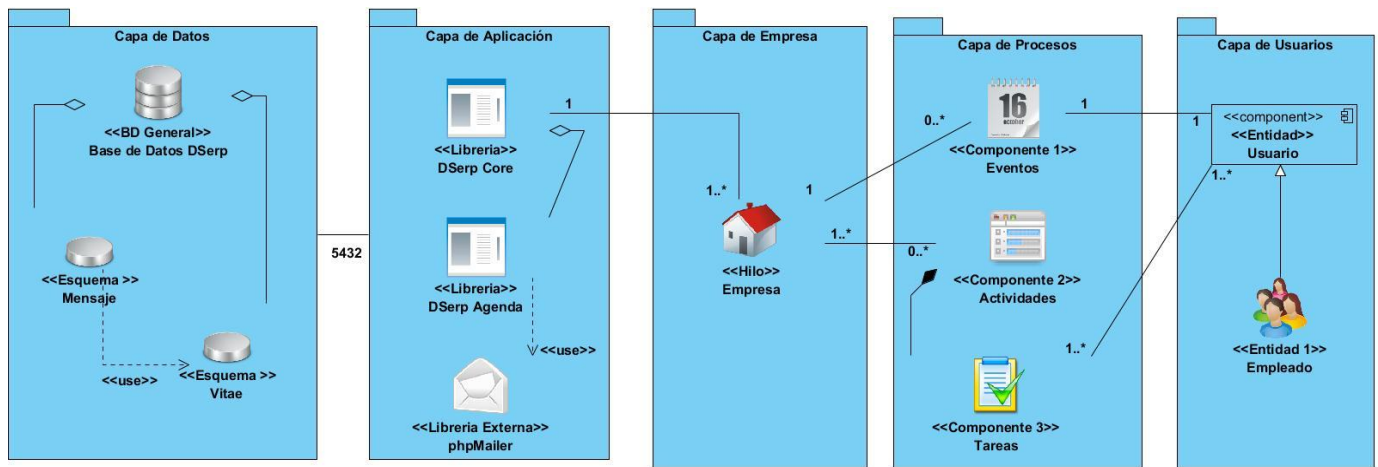 Capa de Datos
<<BD General>>
Base de Datos DSerp
<<Esquema >>
Mensaje
<<use>>
<<Esquema >>
Vitae
5432
Capa de Aplicación
<<Libreria>>
DSerp Core
<<Libreria>>
DSerp Agenda
<<use>>
<<Libreria Externa>>
phpMailer
1
1..*
Capa de Empresa
<<Hilo>>
Empresa
1
1..*
Capa de Procesos
16
october
0..*
<<Componente 1>>
Eventos
0..*
<<Componente 2>>
Actividades
<<Componente 3>>
Tareas
1
1..*
Capa de Usuarios
<<component>>
<<Entidad>>
Usuario
1
1..*
<<Entidad 1>>
Empleado